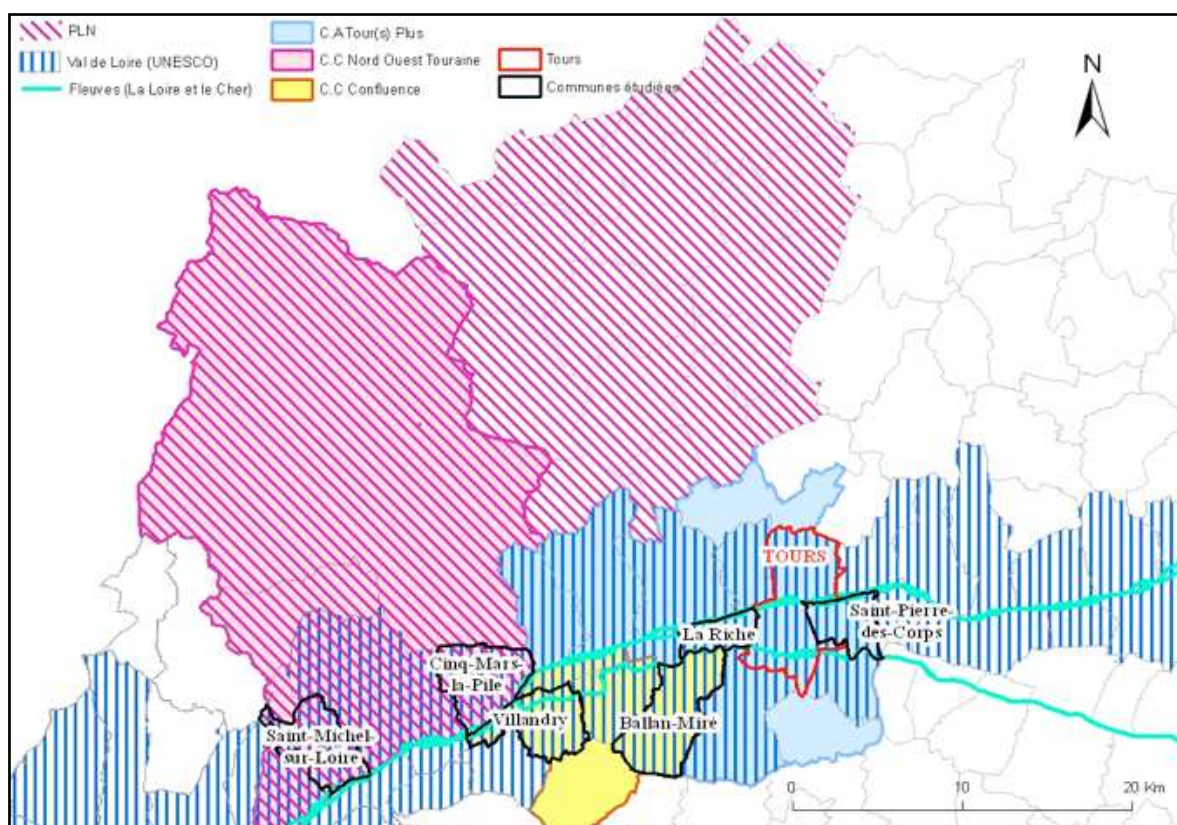 PLN
Val de Loire (UNESCO)
Fleuves (La Loire et le Cher)
C.A Tour(s) Plus
C.C Nord Ouest Touraine
C.C Confluence
Tours
Communes étudiées
N
TOURS
Saint-Pierre-
des-Corps
La Riche
Cinq-Mars-
la-Pile
Villandry
Ballan-Miré
Saint-Michel-
sur-Loire
0 10 20 Km